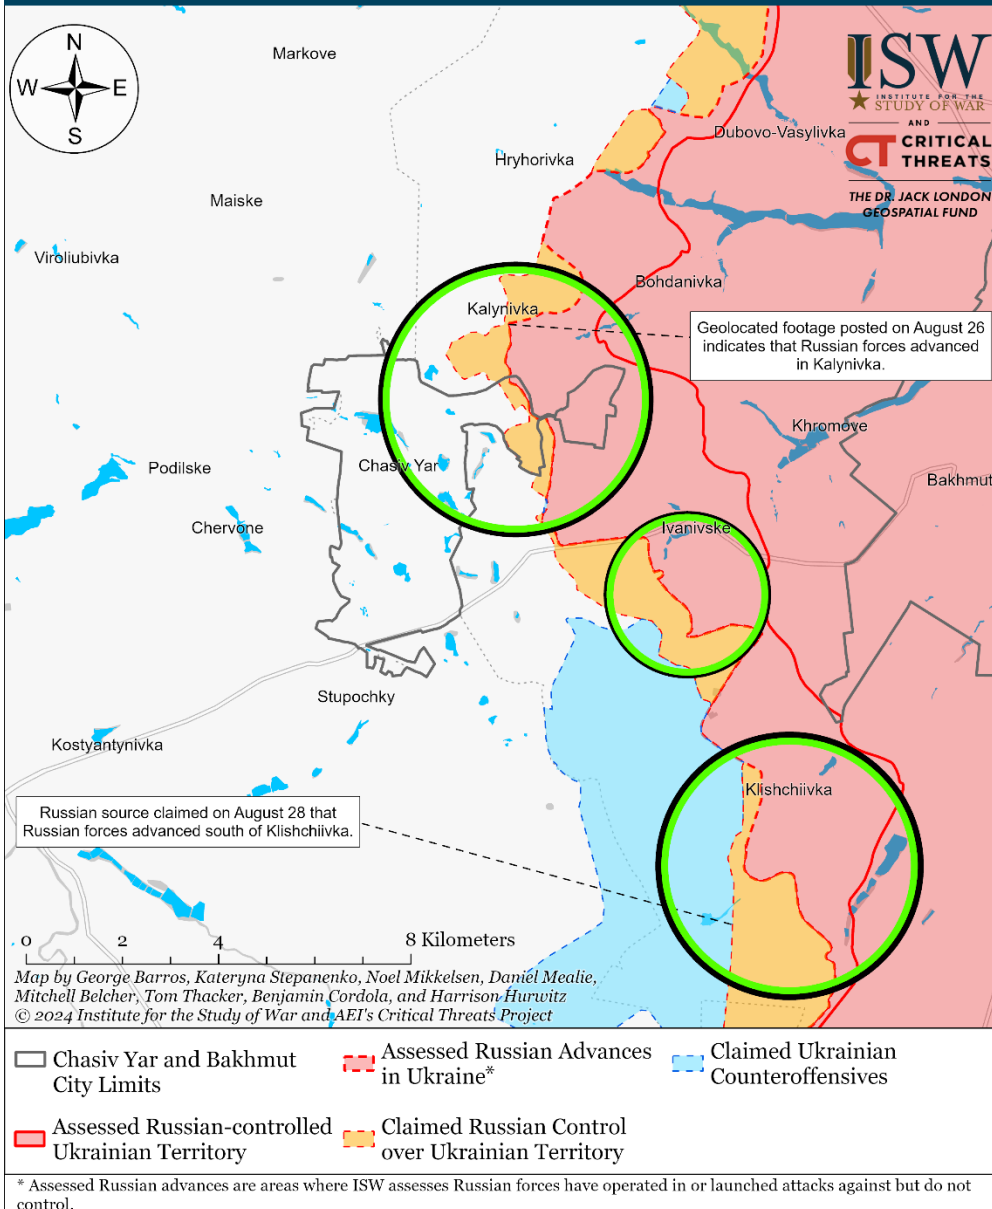 N
W
E
S
Markove
ISW
INSTITUTE FOR THE
STUDY OF WAR
AND
CT CRITICAL
THREATS
THE DR. JACK LONDON
GEOSPATIAL FUND
Dubovo-Vasylivka
Hryhorivka
Maiske
Viroliubivka
Bohdanivka
Kalynivka
Geolocated footage posted on August 26
indicates that Russian forces advanced
in Kalynivka.
Khromove
Podilske
Chasiv Yar
Bakhmut
Chervone
Ivanivske
Stupochky
Kostyantynivka
Klishchiivka
Russian source claimed on August 28 that
Russian forces advanced south of Klishchiivka.
0 2 4 8 Kilometers
Map by George Barros, Kateryna Stepanenko, Noel Mikkelsen, Daniel Mealie,
Mitchell Belcher, Tom Thacker, Benjamin Cordola, and Harrison Hurwitz
© 2024 Institute for the Study of War and AEI's Critical Threats Project
Chasiv Yar and Bakhmut
City Limits
Assessed Russian Advances
in Ukraine*
Claimed Ukrainian
Counteroffensives
Assessed Russian-controlled
Ukrainian Territory
Claimed Russian Control
over Ukrainian Territory
* Assessed Russian advances are areas where ISW assesses Russian forces have operated in or launched attacks against but do not
control.